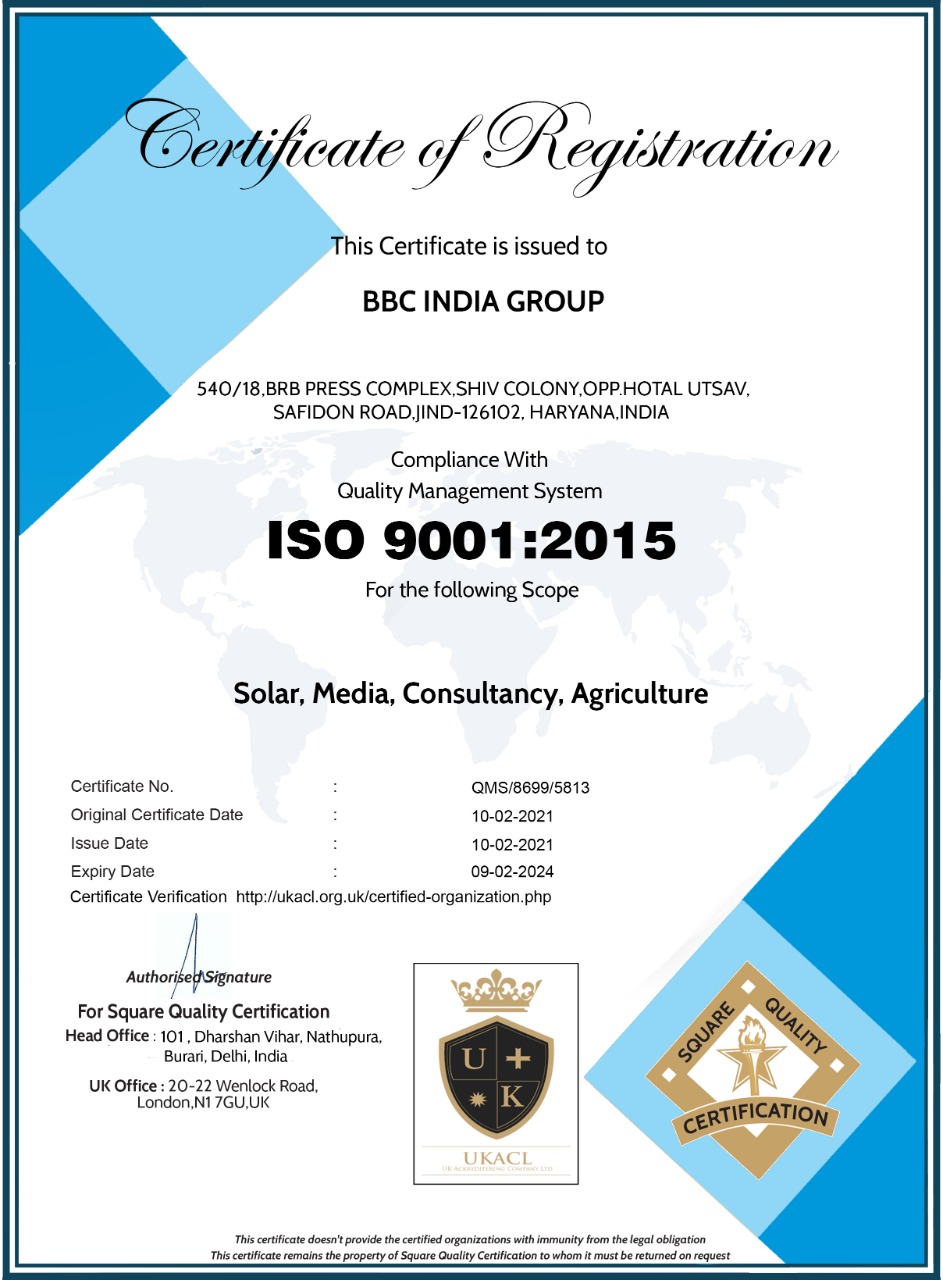 Certificate of Registration
This Certificate is issued to
BBC INDIA GROUP
540/18,BRB PRESS COMPLEX,SHIV COLONY,OPP.HOTAL UTSAV,
SAFIDON ROAD,JIND-126102, HARYANA,INDIA
Compliance With
Quality Management System
ISO 9001:2015
For the following Scope
Solar, Media, Consultancy, Agriculture
Certificate No. : QMS/8699/5813
Original Certificate Date : 10-02-2021
Issue Date : 10-02-2021
Expiry Date : 09-02-2024
Certificate Verification http://ukacl.org.uk/certified-organization.php
Authorised Signature
For Square Quality Certification
Head Office : 101 , Dharshan Vihar, Nathupura,
Burari, Delhi, India
UK Office : 20-22 Wenlock Road,
London,N1 7GU,UK
U
K
UKACL
UK Accrediteering Company Ltd
SQUARE QUALITY
CERTIFICATION
This certificate doesn't provide the certified organizations with immunity from the legal obligation
This certificate remains the property of Square Quality Certification to whom it must be returned on request